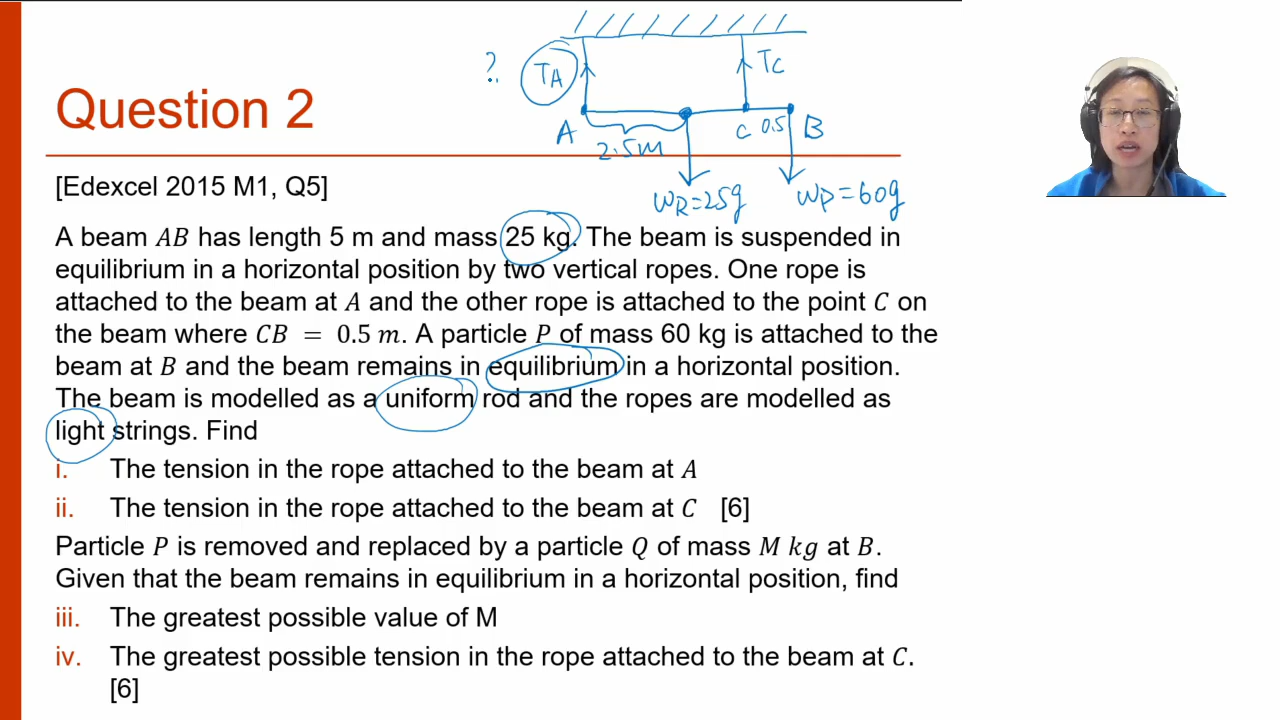 ?
T_A
T_C
A
2.5m
C
0.5
B
W_R=25g
W_P=60g
Question 2
[Edexcel 2015 M1, Q5]
A beam AB has length 5 m and mass 25 kg. The beam is suspended in
equilibrium in a horizontal position by two vertical ropes. One rope is
attached to the beam at A and the other rope is attached to the point C on
the beam where CB = 0.5 m. A particle P of mass 60 kg is attached to the
beam at B and the beam remains in equilibrium in a horizontal position.
The beam is modelled as a uniform rod and the ropes are modelled as
light strings. Find
i. The tension in the rope attached to the beam at A
ii. The tension in the rope attached to the beam at C [6]
Particle P is removed and replaced by a particle Q of mass M kg at B.
Given that the beam remains in equilibrium in a horizontal position, find
iii. The greatest possible value of M
iv. The greatest possible tension in the rope attached to the beam at C.
[6]